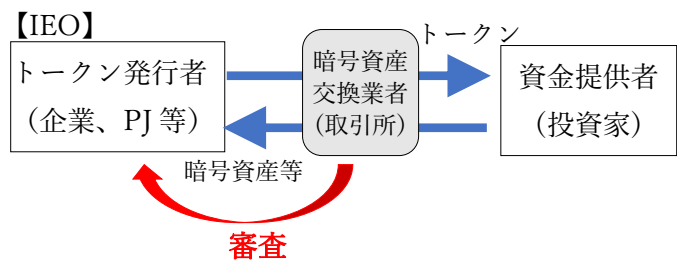 【IEO】
トークン発行者
（企業、PJ 等）
暗号資産
交換業者
（取引所）
トークン
資金提供者
（投資家）
暗号資産等
審査